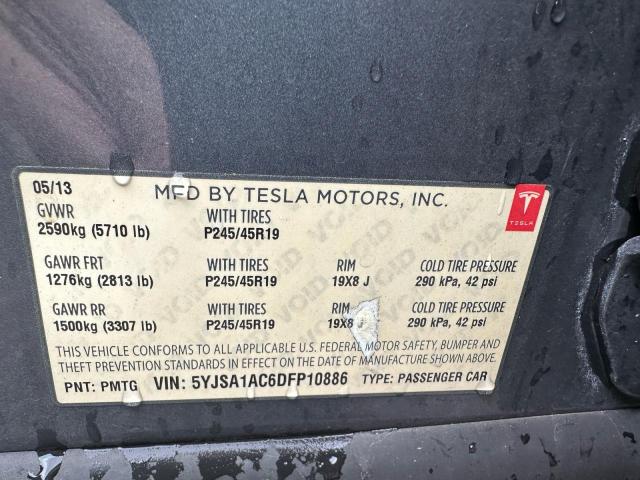 05/13 MFD BY TESLA MOTORS, INC.
TESLA
GVWR WITH TIRES
2590kg (5710 lb) P245/45R19
GAWR FRT WITH TIRES RIM COLD TIRE PRESSURE
1276kg (2813 lb) P245/45R19 19X8 J 290 kPa, 42 psi
GAWR RR WITH TIRES RIM COLD TIRE PRESSURE
1500kg (3307 lb) P245/45R19 19X8 J 290 kPa, 42 psi
THIS VEHICLE CONFORMS TO ALL APPLICABLE U.S. FEDERAL MOTOR SAFETY, BUMPER AND
THEFT PREVENTION STANDARDS IN EFFECT ON THE DATE OF MANUFACTURE SHOWN ABOVE.
PNT: PMTG VIN: 5YJSA1AC6DFP10886 TYPE: PASSENGER CAR